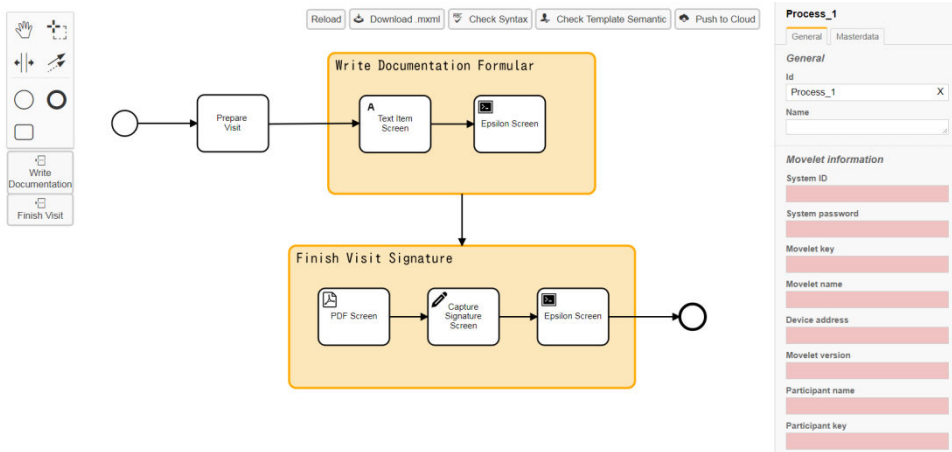 Reload
Download .mxml
Check Syntax
Check Template Semantic
Push to Cloud
Write
Documentation
Finish Visit
Prepare
Visit
Write Documentation Formular
A
Text Item
Screen
Epsilon Screen
Finish Visit Signature
PDF Screen
Capture
Signature
Screen
Epsilon Screen
Process_1
General
Masterdata
General
Id
Process_1
X
Name
Movelet information
System ID
System password
Movelet key
Movelet name
Device address
Movelet version
Participant name
Participant key